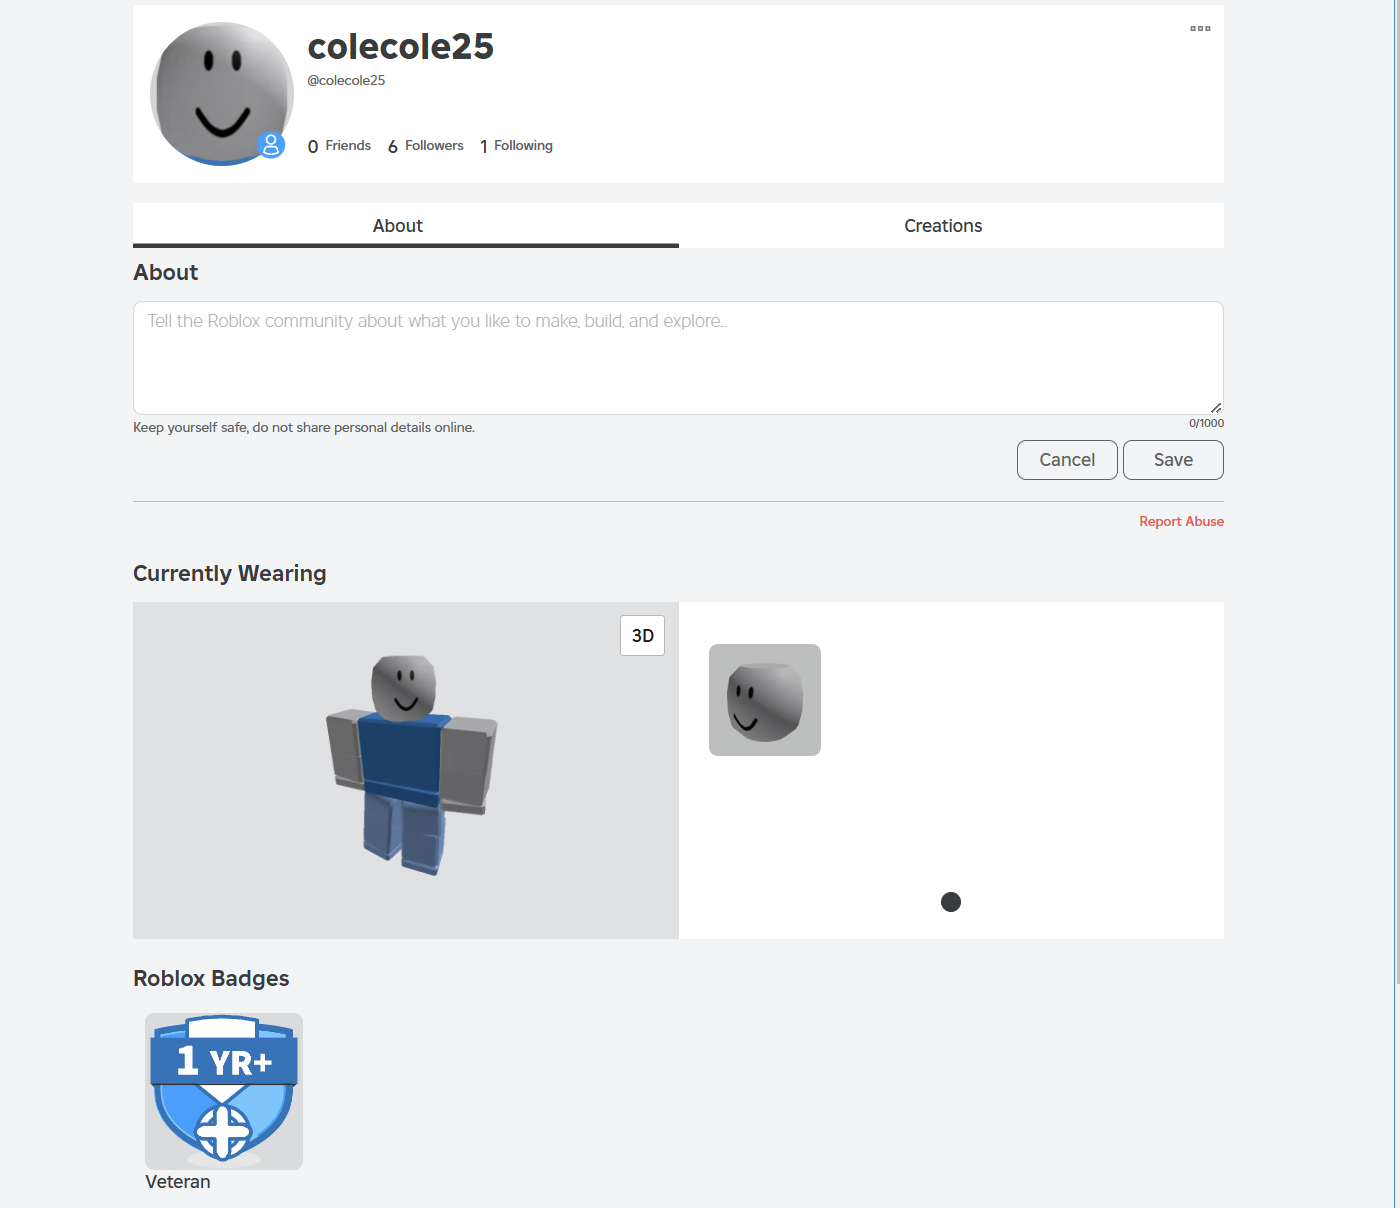 colecole25
@colecole25
0 Friends 6 Followers 1 Following
About Creations
About
Tell the Roblox community about what you like to make, build, and explore...
Keep yourself safe, do not share personal details online. 0/1000
Cancel Save
Report Abuse
Currently Wearing
3D
Roblox Badges
1 YR+
Veteran